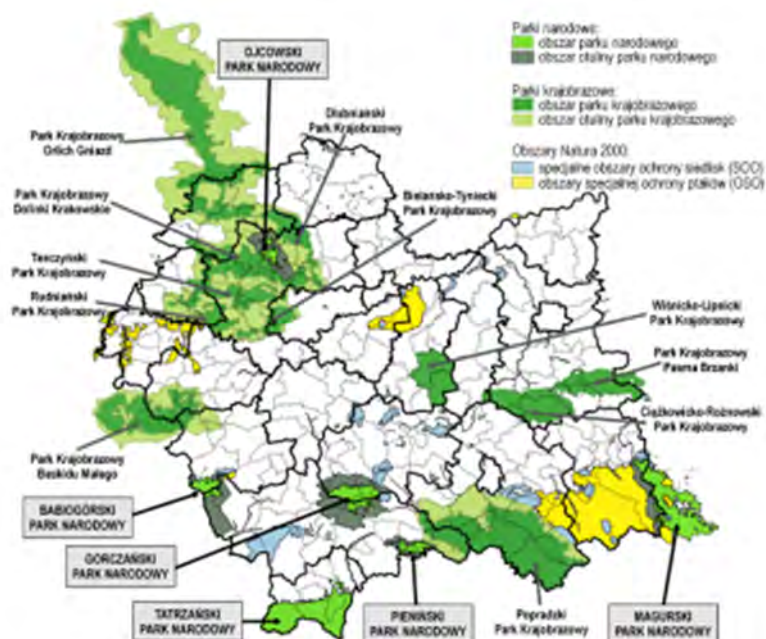 OJCOWSKI
PARK NARODOWY
Parki narodowe:
obszar parku narodowego
obszar otuliny parku narodowego
Parki krajobrazowe:
obszar parku krajobrazowego
obszar otuliny parku krajobrazowego
Obszary Natura 2000:
specjalne obszary ochrony siedlisk (SOO)
obszary specjalnej ochrony ptaków (OSO)
Dłubniański
Park Krajobrazowy
Park Krajobrazowy
Orlich Gniazd
Park Krajobrazowy
Dolinki Krakowskie
Bielańsko-Tyniecki
Park Krajobrazowy
Tenczyński
Park Krajobrazowy
Rudniański
Park Krajobrazowy
Wiśnicko-Lipnicki
Park Krajobrazowy
Park Krajobrazowy
Pasma Brzanki
Ciężkowicko-Rożnowski
Park Krajobrazowy
Park Krajobrazowy
Beskidu Małego
BABIOGÓRSKI
PARK NARODOWY
GORCZAŃSKI
PARK NARODOWY
TATRZAŃSKI
PARK NARODOWY
PIENIŃSKI
PARK NARODOWY
Popradzki
Park Krajobrazowy
MAGURSKI
PARK NARODOWY